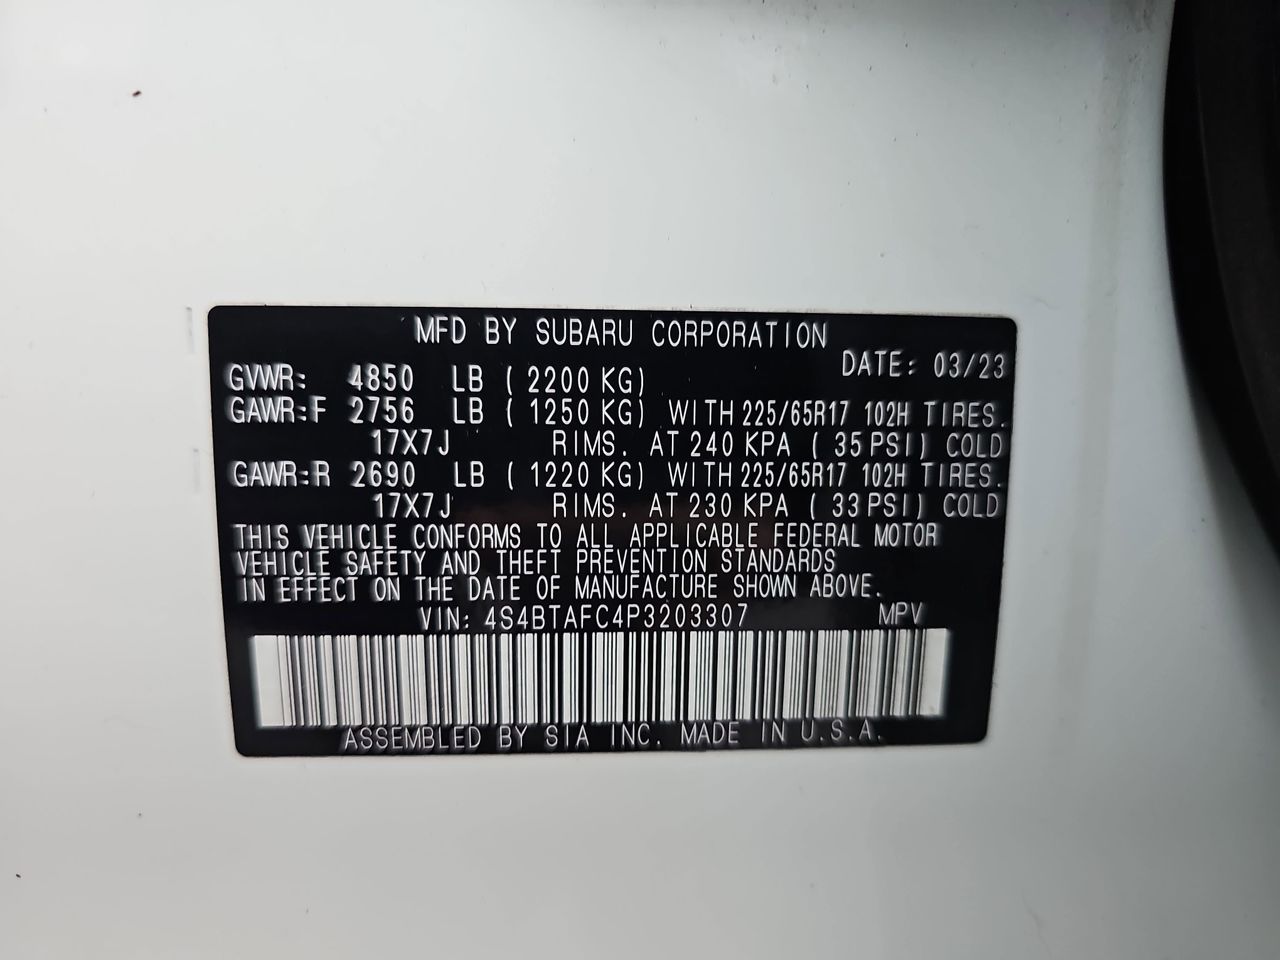 MFD BY SUBARU CORPORATION
DATE: 03/23
GVWR: 4850 LB (2200 KG)
GAWR:F 2756 LB (1250 KG) WITH 225/65R17 102H TIRES.
17X7J RIMS. AT 240 KPA (35 PSI) COLD
GAWR:R 2690 LB (1220 KG) WITH 225/65R17 102H TIRES.
17X7J RIMS. AT 230 KPA (33 PSI) COLD
THIS VEHICLE CONFORMS TO ALL APPLICABLE FEDERAL MOTOR
VEHICLE SAFETY AND THEFT PREVENTION STANDARDS
IN EFFECT ON THE DATE OF MANUFACTURE SHOWN ABOVE.
VIN: 4S4BTAFC4P3203307 MPV
ASSEMBLED BY SIA INC. MADE IN U.S.A.